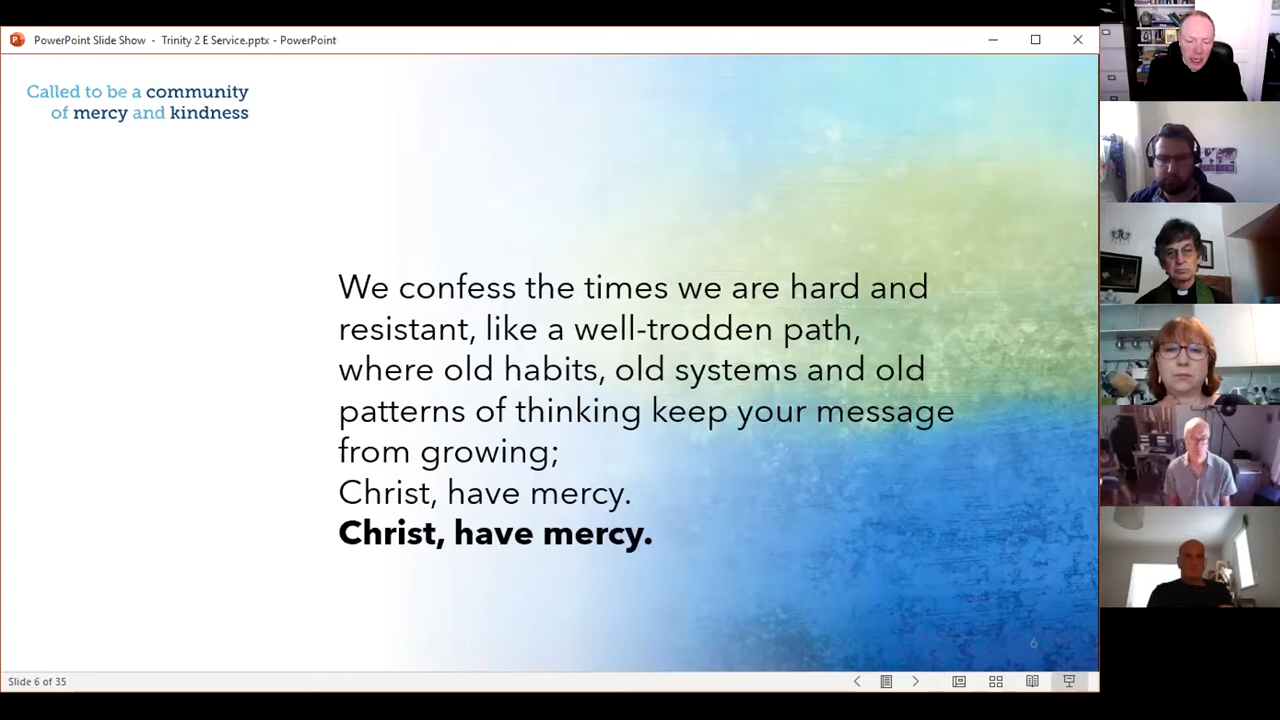 PowerPoint Slide Show - Trinity 2 E Service.pptx - PowerPoint
Called to be a community
of mercy and kindness
We confess the times we are hard and
resistant, like a well-trodden path,
where old habits, old systems and old
patterns of thinking keep your message
from growing;
Christ, have mercy.
Christ, have mercy.
6
Slide 6 of 35